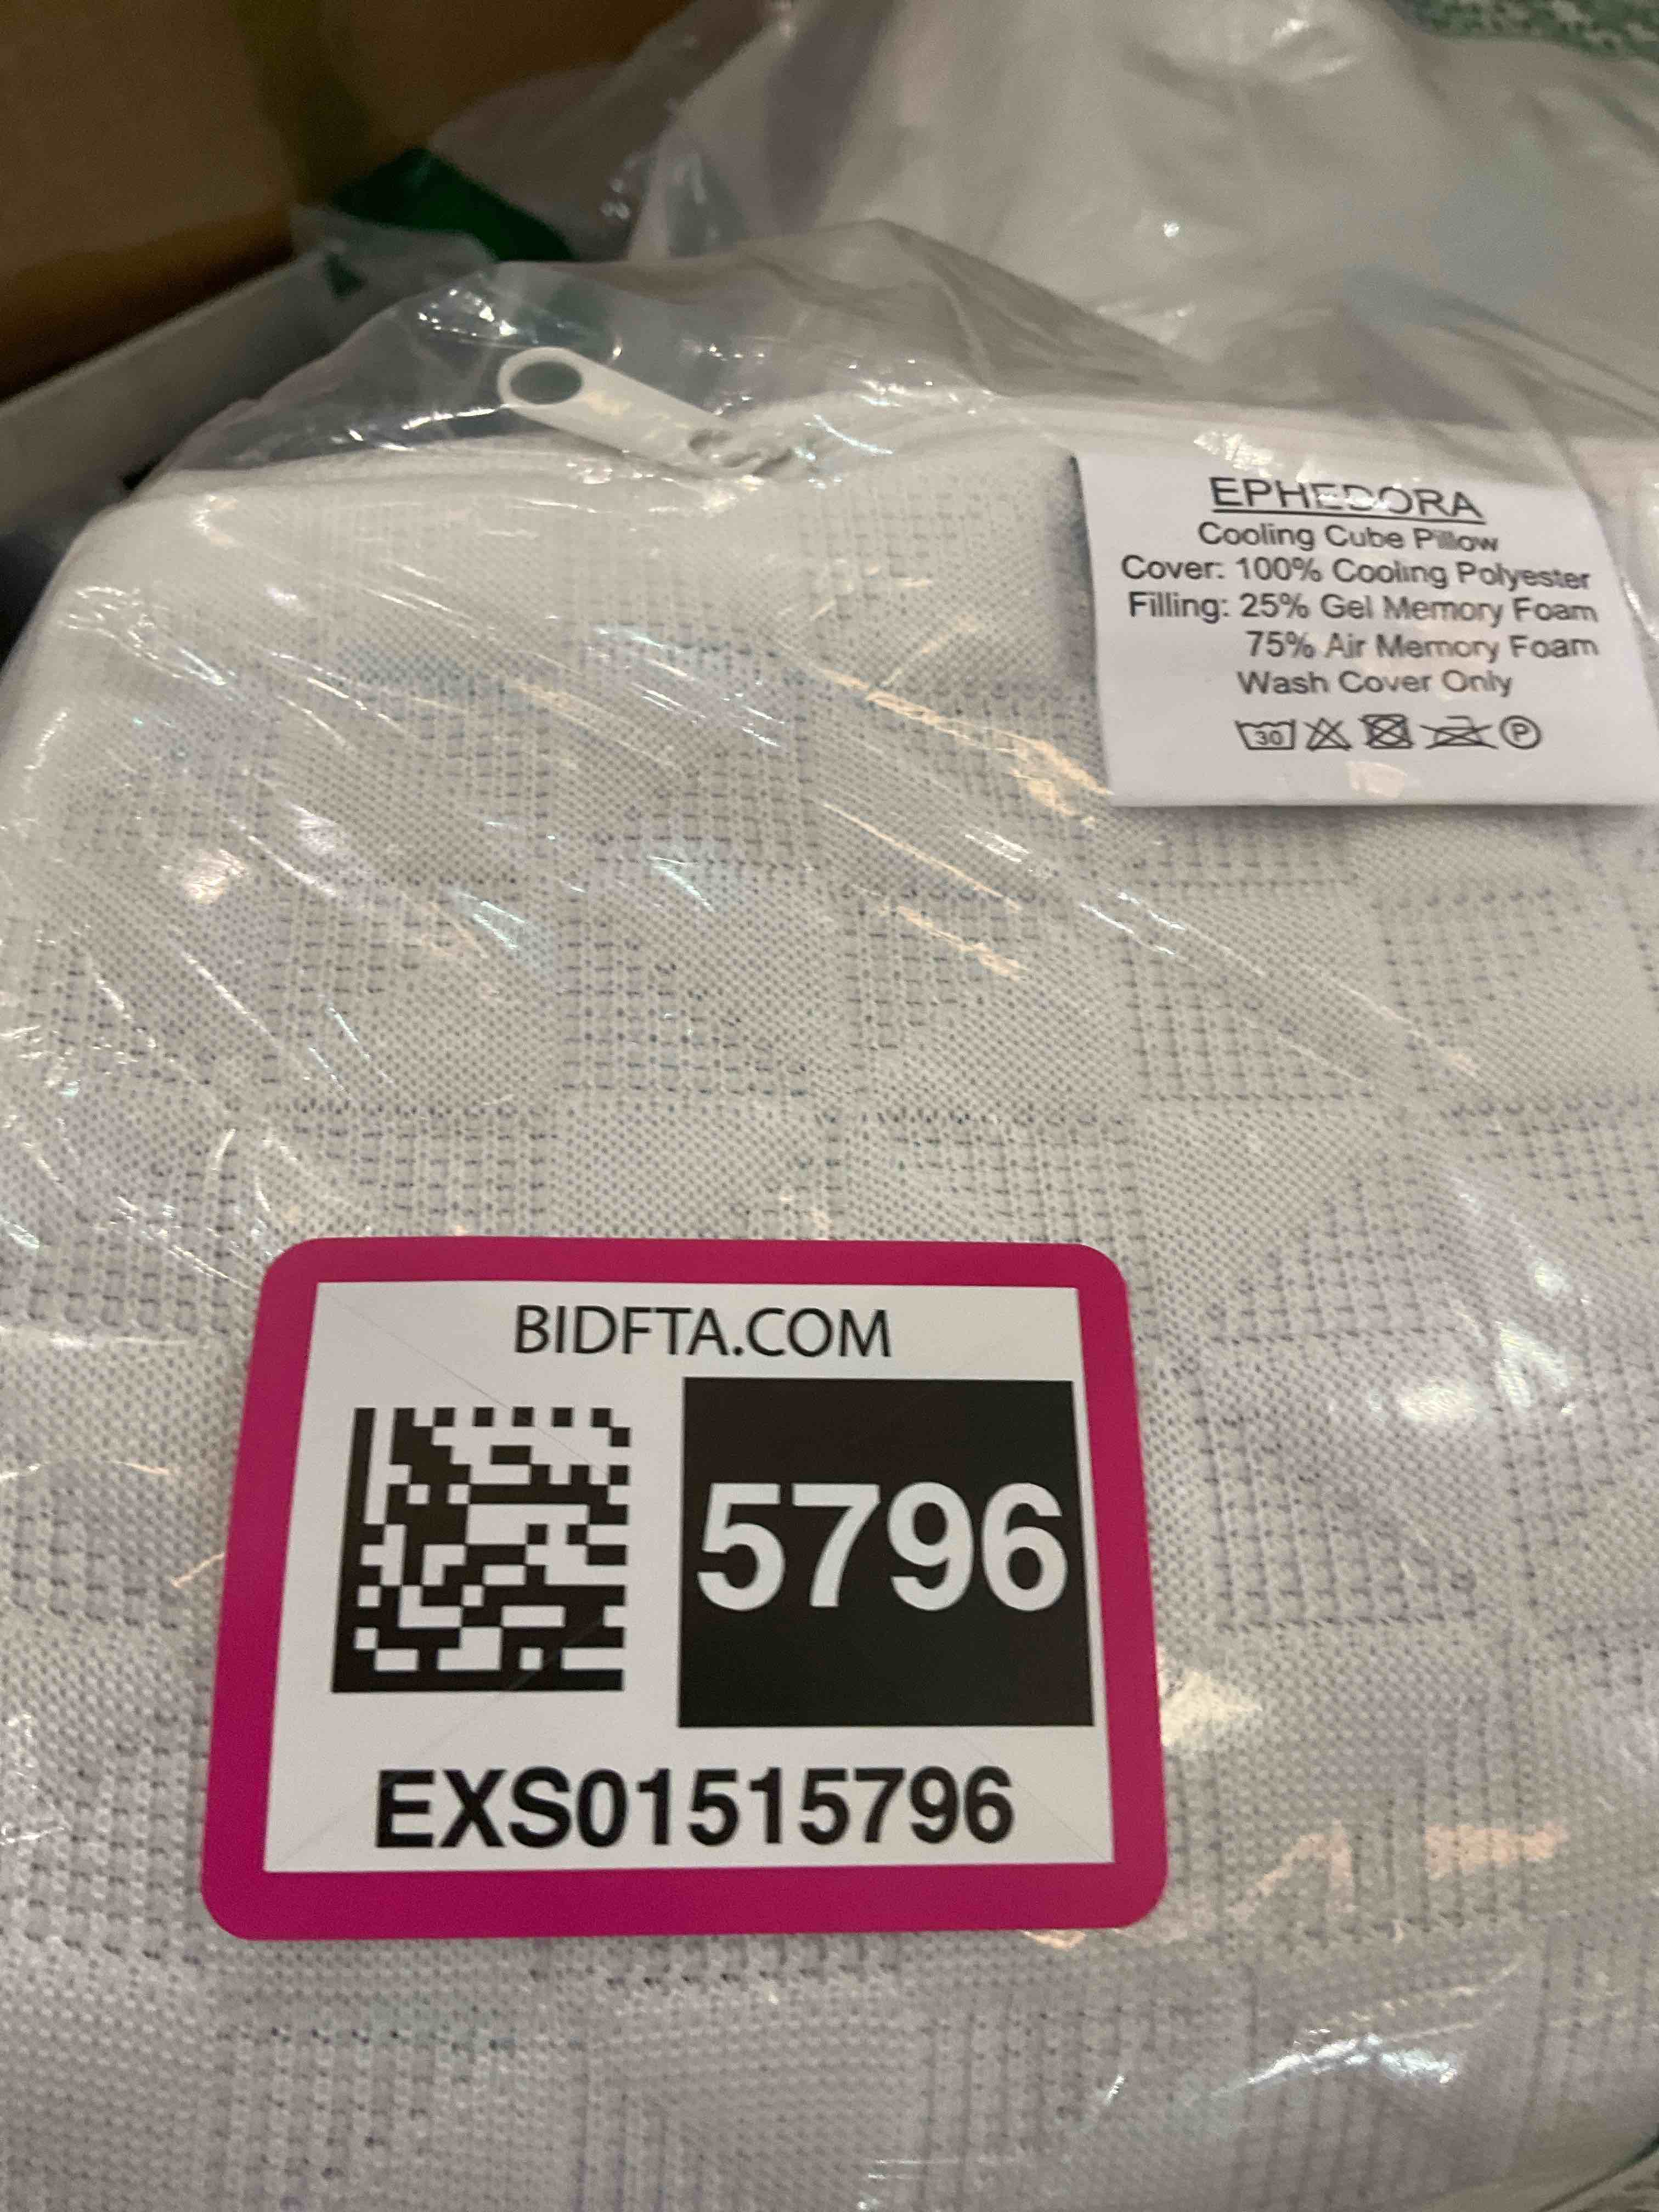 EPHEDORA
Cooling Cube Pillow
Cover: 100% Cooling Polyester
Filling: 25% Gel Memory Foam
75% Air Memory Foam
Wash Cover Only
30 P
BIDFTA.COM
5796
EXS01515796